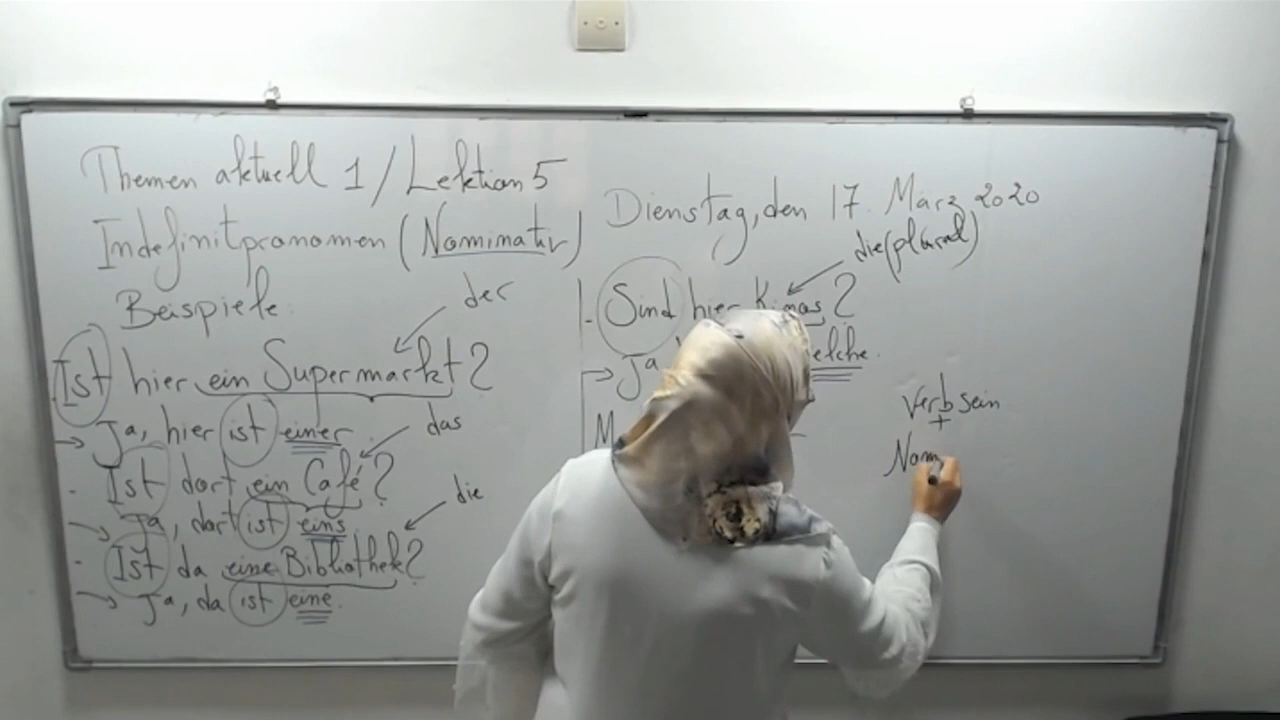 Themen aktuell 1 / Lektion 5
Indefinitpronomen (Nominativ)
Beispiele:
der
Ist hier ein Supermarkt?
→ Ja, hier ist einer.
das
- Ist dort ein Café?
→ Ja, dort ist eins.
die
- Ist da eine Bibliothek?
→ Ja, da ist eine.
Dienstag, den 17. März 2020
die (plural)
- Sind hier Kinos?
→ Ja
elche.
M
Verb sein
+
Nom